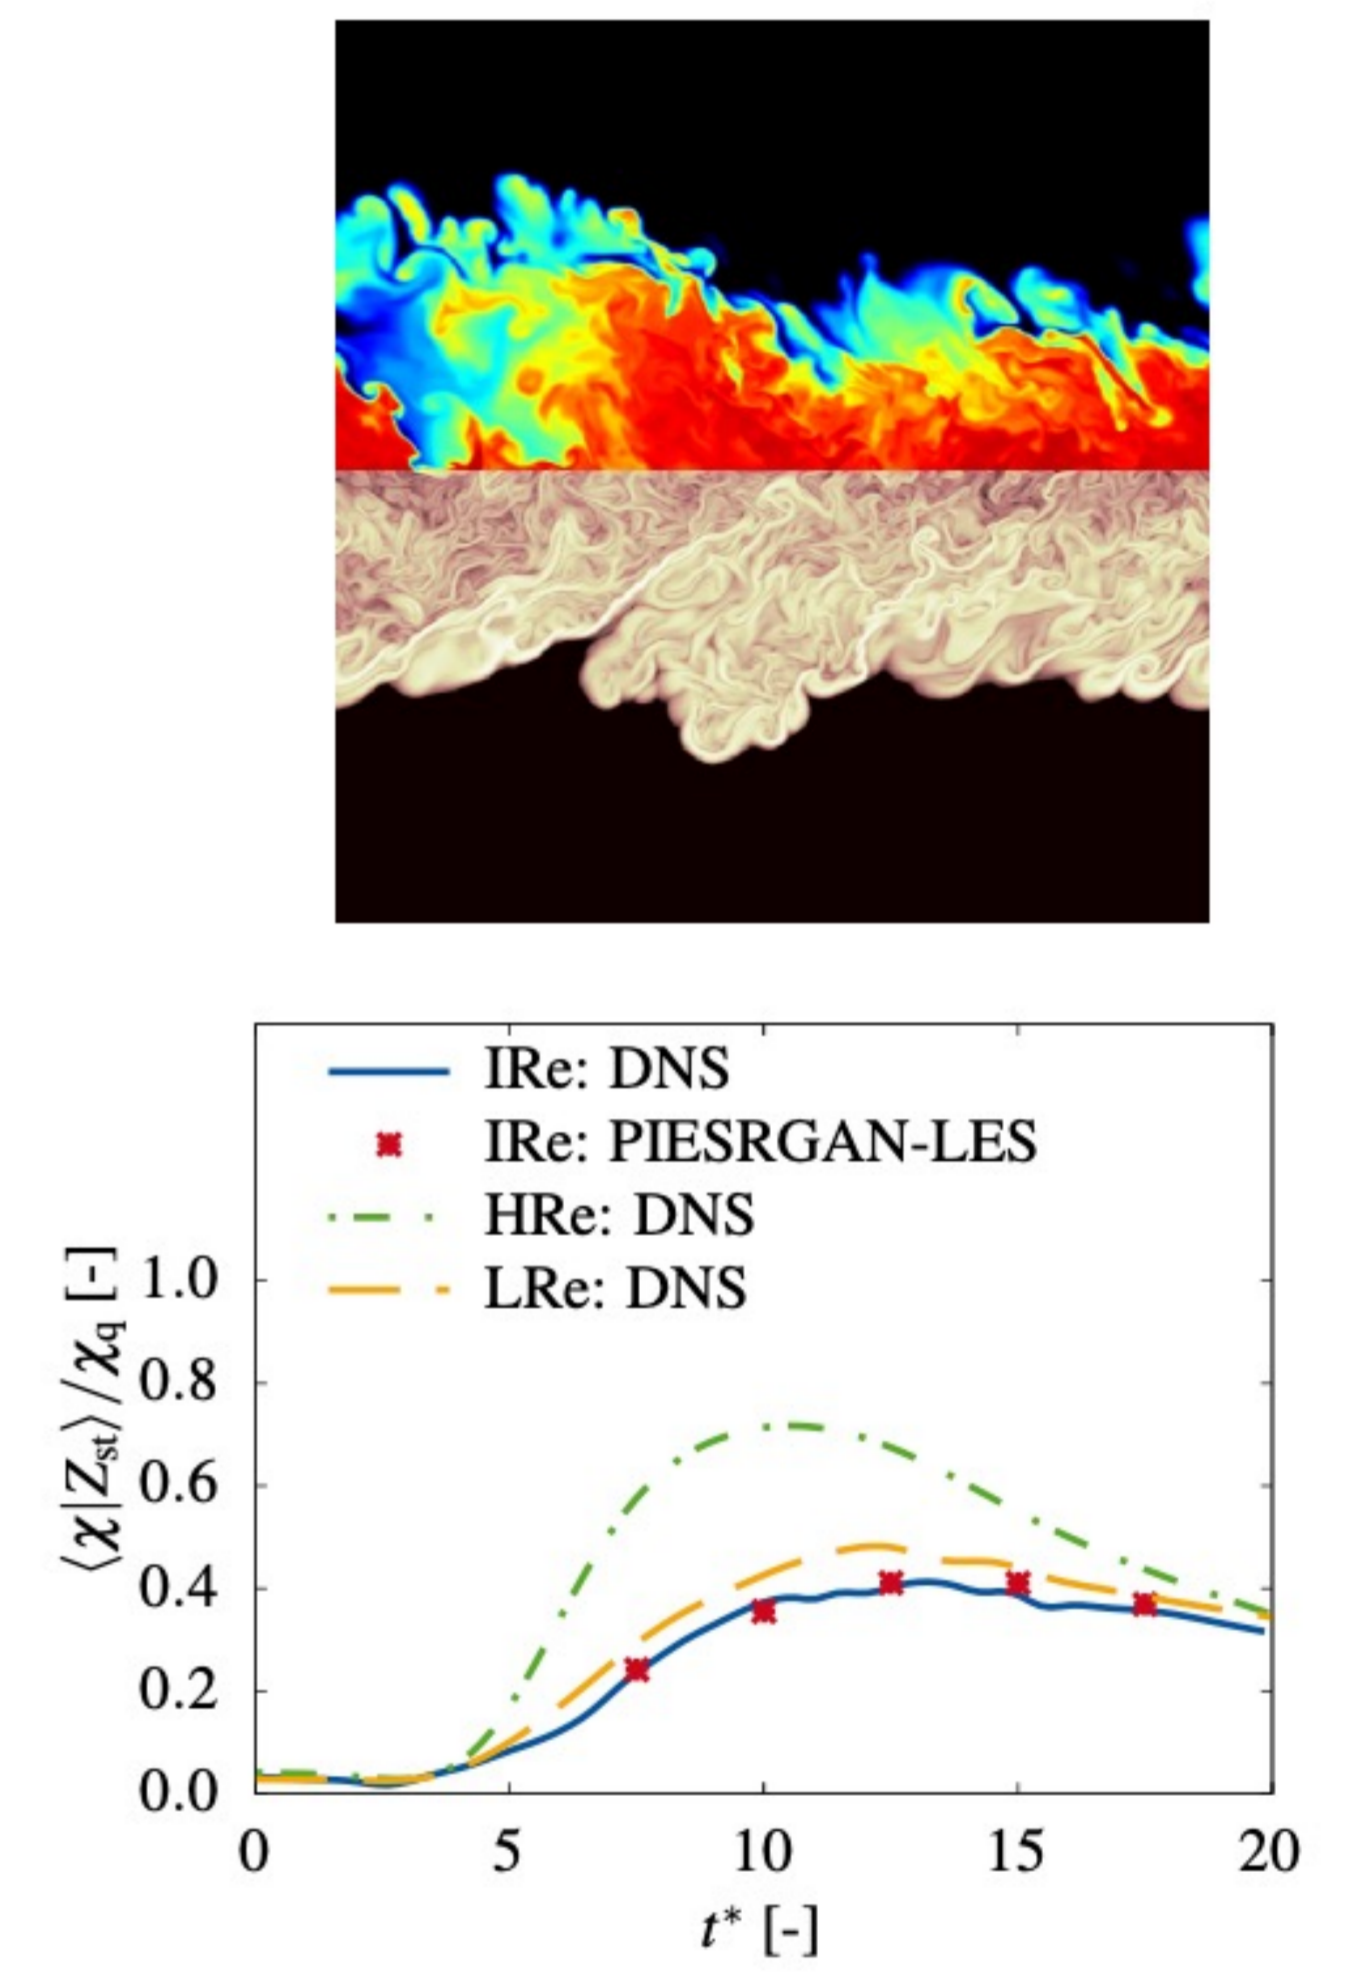 IRe: DNS
IRe: PIESRGAN-LES
HRe: DNS
LRe: DNS
⟨χ|Z_st⟩/χ_q [-]
1.0
0.8
0.6
0.4
0.2
0.0
0 5 10 15 20
t* [-]